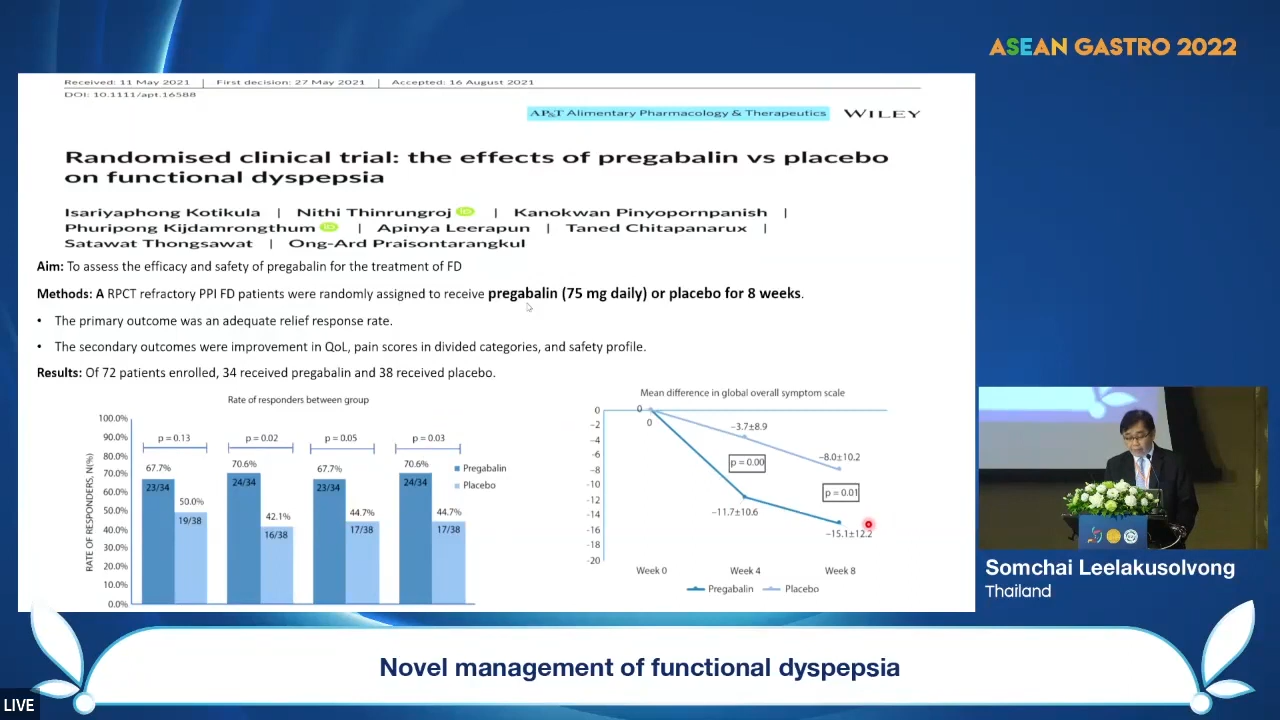 ASEAN GASTRO 2022
Received: 11 May 2021 | First decision: 27 May 2021 | Accepted: 16 August 2021
DOI: 10.1111/apt.16588
AP&T Alimentary Pharmacology & Therapeutics WILEY
Randomised clinical trial: the effects of pregabalin vs placebo
on functional dyspepsia
Isariyaphong Kotikula | Nithi Thinrungroj iD | Kanokwan Pinyopornpanish |
Phuripong Kijdamrongthum iD | Apinya Leerapun | Taned Chitapanarux |
Satawat Thongsawat | Ong-Ard Praisontarangkul
Aim: To assess the efficacy and safety of pregabalin for the treatment of FD
Methods: A RPCT refractory PPI FD patients were randomly assigned to receive pregabalin (75 mg daily) or placebo for 8 weeks.
• The primary outcome was an adequate relief response rate.
• The secondary outcomes were improvement in QoL, pain scores in divided categories, and safety profile.
Results: Of 72 patients enrolled, 34 received pregabalin and 38 received placebo.
Rate of responders between group
RATE OF RESPONDERS, N(%)
100.0%
90.0%
80.0%
70.0%
60.0%
50.0%
40.0%
30.0%
20.0%
10.0%
0.0%
p = 0.13 p = 0.02 p = 0.05 p = 0.03
67.7% 70.6% 67.7% 70.6%
23/34 24/34 23/34 24/34
50.0% 42.1% 44.7% 44.7%
19/38 16/38 17/38 17/38
Pregabalin
Placebo
Mean difference in global overall symptom scale
0
-2
-4
-6
-8
-10
-12
-14
-16
-18
-20
0
0
−3.7±8.9
−8.0±10.2
p = 0.00
p = 0.01
−11.7±10.6
−15.1±12.2
Week 0 Week 4 Week 8
Pregabalin Placebo
Somchai Leelakusolvong
Thailand
Novel management of functional dyspepsia
LIVE